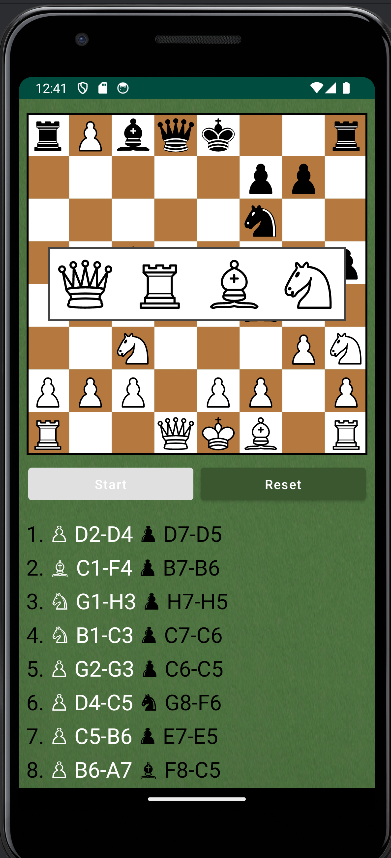 12:41
Start Reset
1. ♙ D2-D4 ♟ D7-D5
2. ♗ C1-F4 ♟ B7-B6
3. ♘ G1-H3 ♟ H7-H5
4. ♘ B1-C3 ♟ C7-C6
5. ♙ G2-G3 ♟ C6-C5
6. ♙ D4-C5 ♞ G8-F6
7. ♙ C5-B6 ♟ E7-E5
8. ♙ B6-A7 ♝ F8-C5